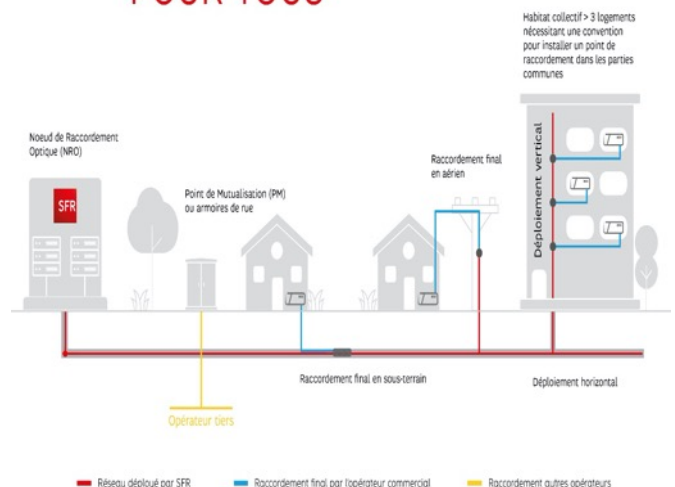 POUR TOUS
Habitat collectif > 3 logements
nécessitant une convention
pour installer un point de
raccordement dans les parties
communes
Noeud de Raccordement
Optique (NRO)
SFR
Point de Mutualisation (PM)
ou armoires de rue
Raccordement final
en aérien
Déploiement vertical
Raccordement final en sous-terrain
Déploiement horizontal
Opérateur tiers
Réseau déployé par SFR
Raccordement final par l'opérateur commercial
Raccordement autres opérateurs